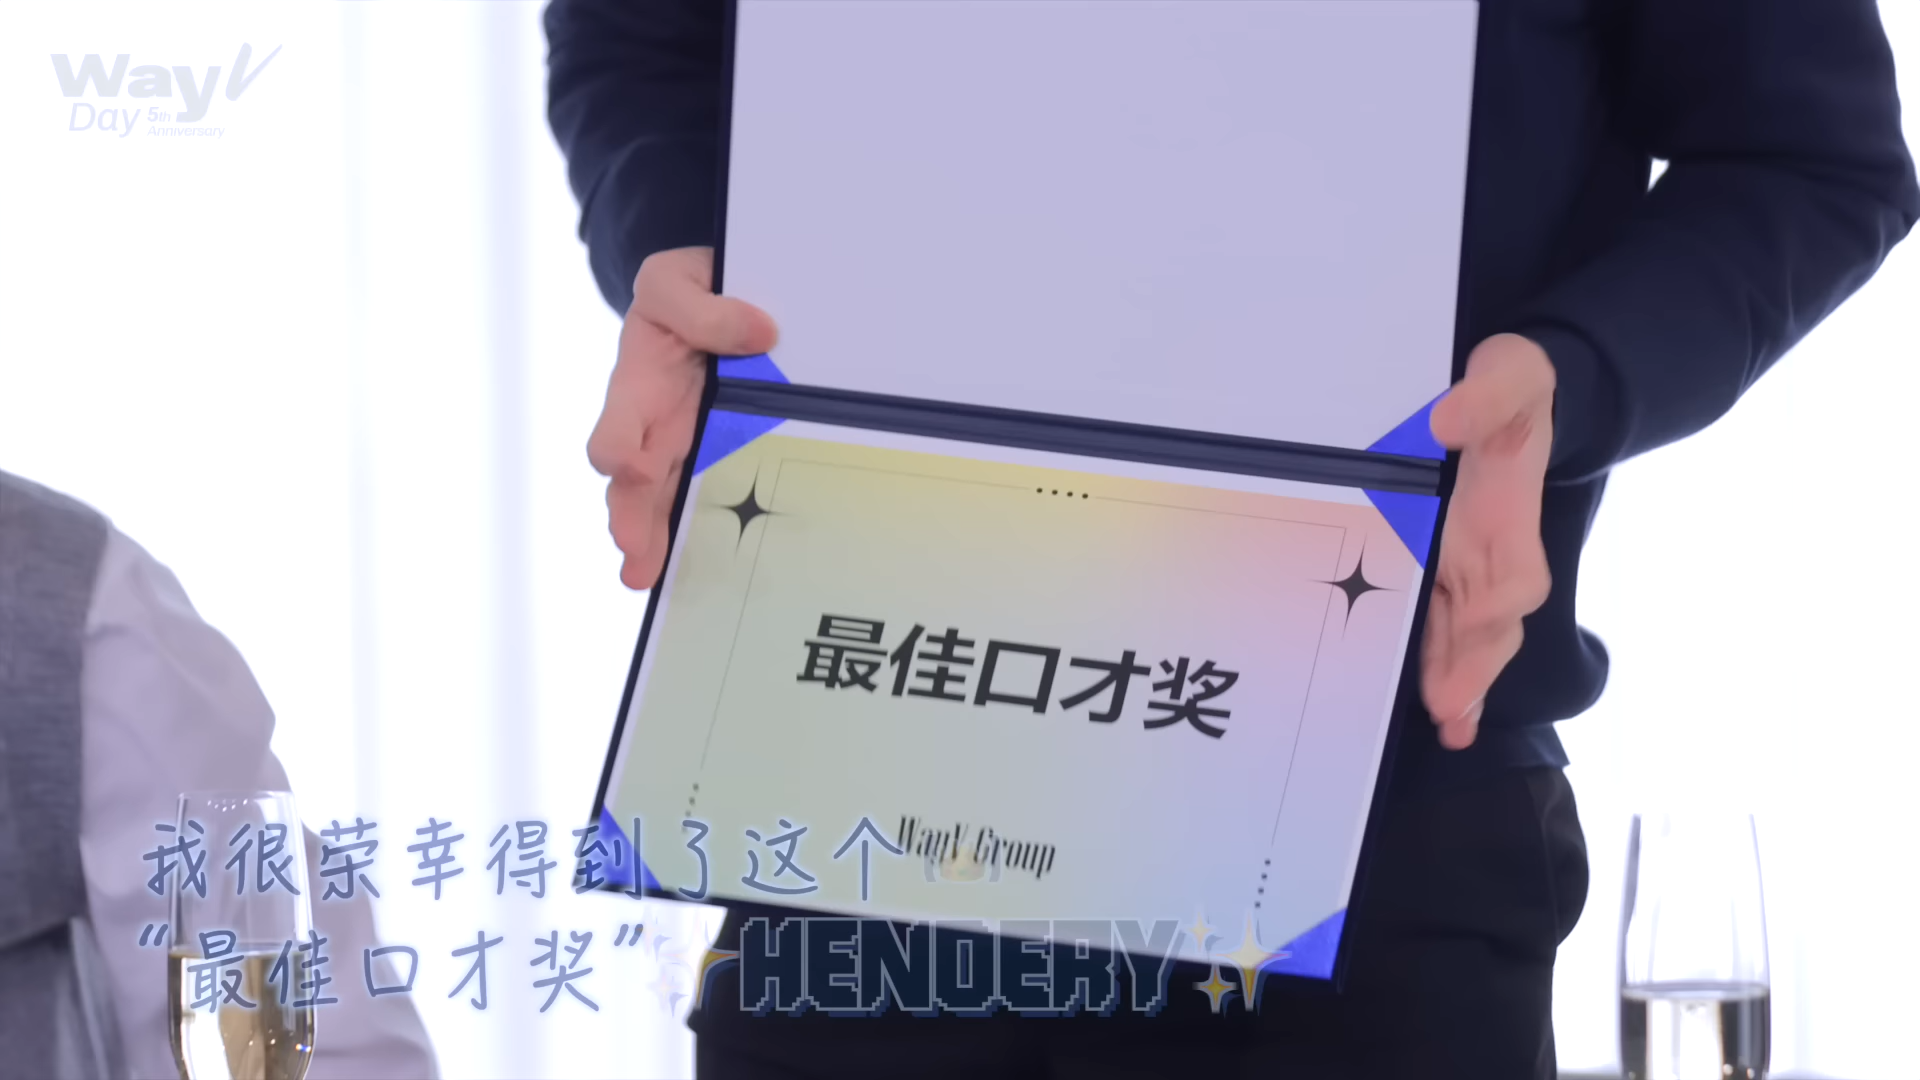 WayV
Day 5th
Anniversary
最佳口才奖
WayV Group
我很荣幸得到了这个
“最佳口才奖”
HENDERY